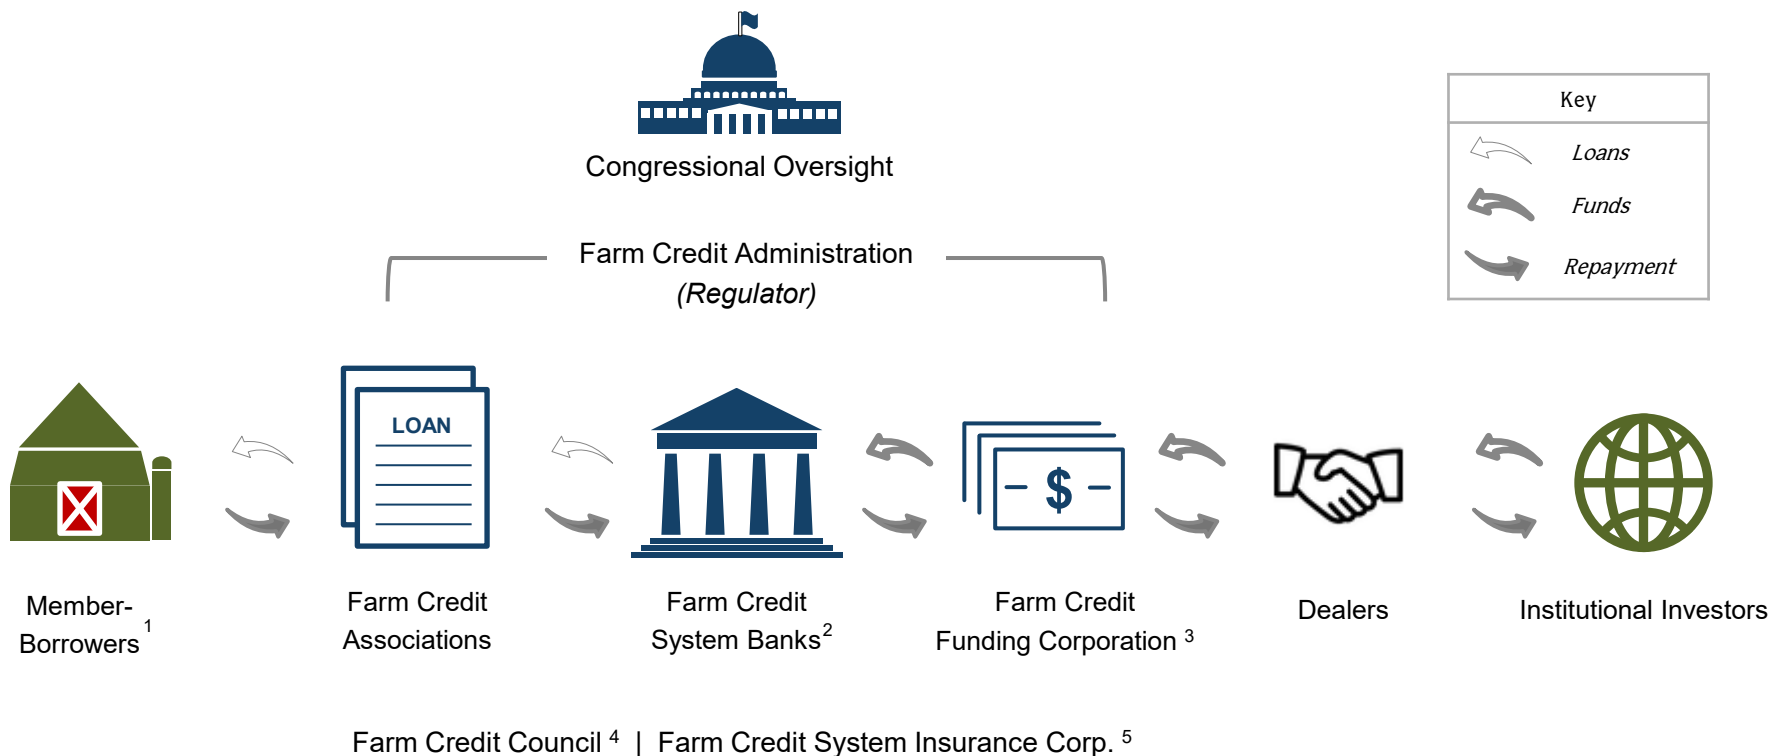 Congressional Oversight
Key
Loans
Funds
Repayment
Farm Credit Administration
(Regulator)
LOAN
$
Member-
Borrowers 1
Farm Credit
Associations
Farm Credit
System Banks 2
Farm Credit
Funding Corporation 3
Dealers
Institutional Investors
Farm Credit Council 4 | Farm Credit System Insurance Corp. 5